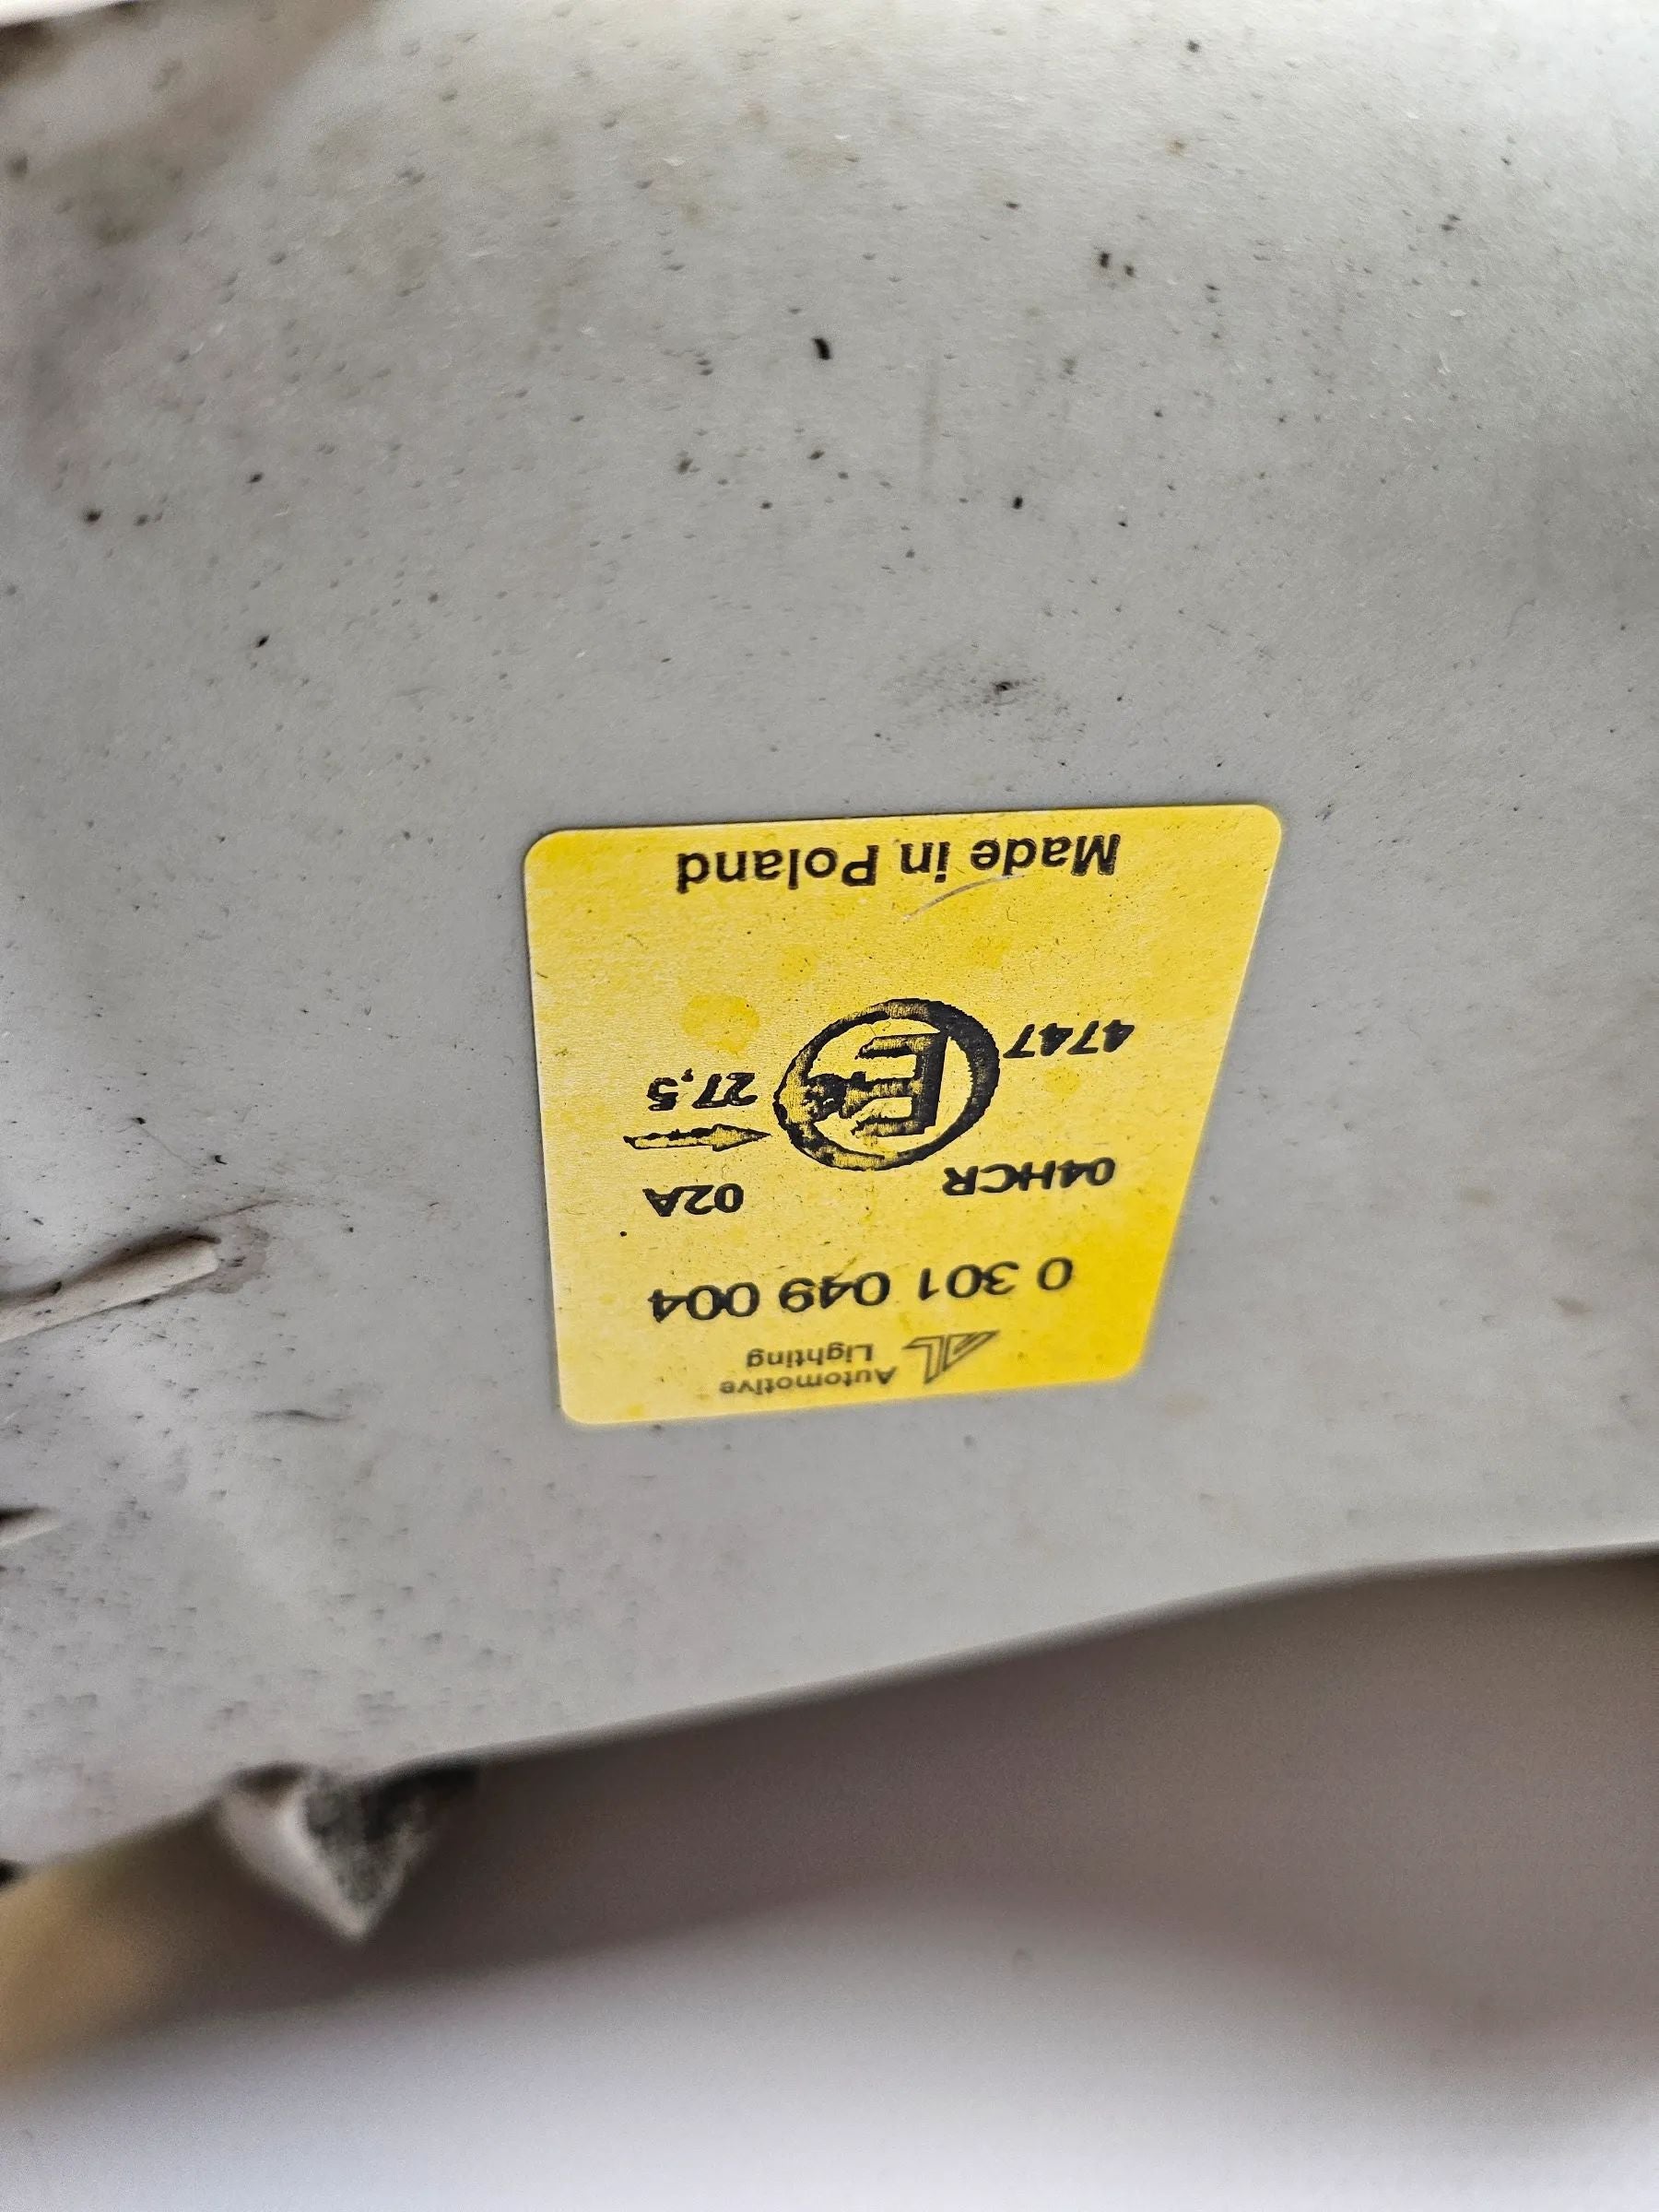 Automotive
Lighting
0 301 049 004
04HCR 02A
E
4747 27,5
Made in Poland